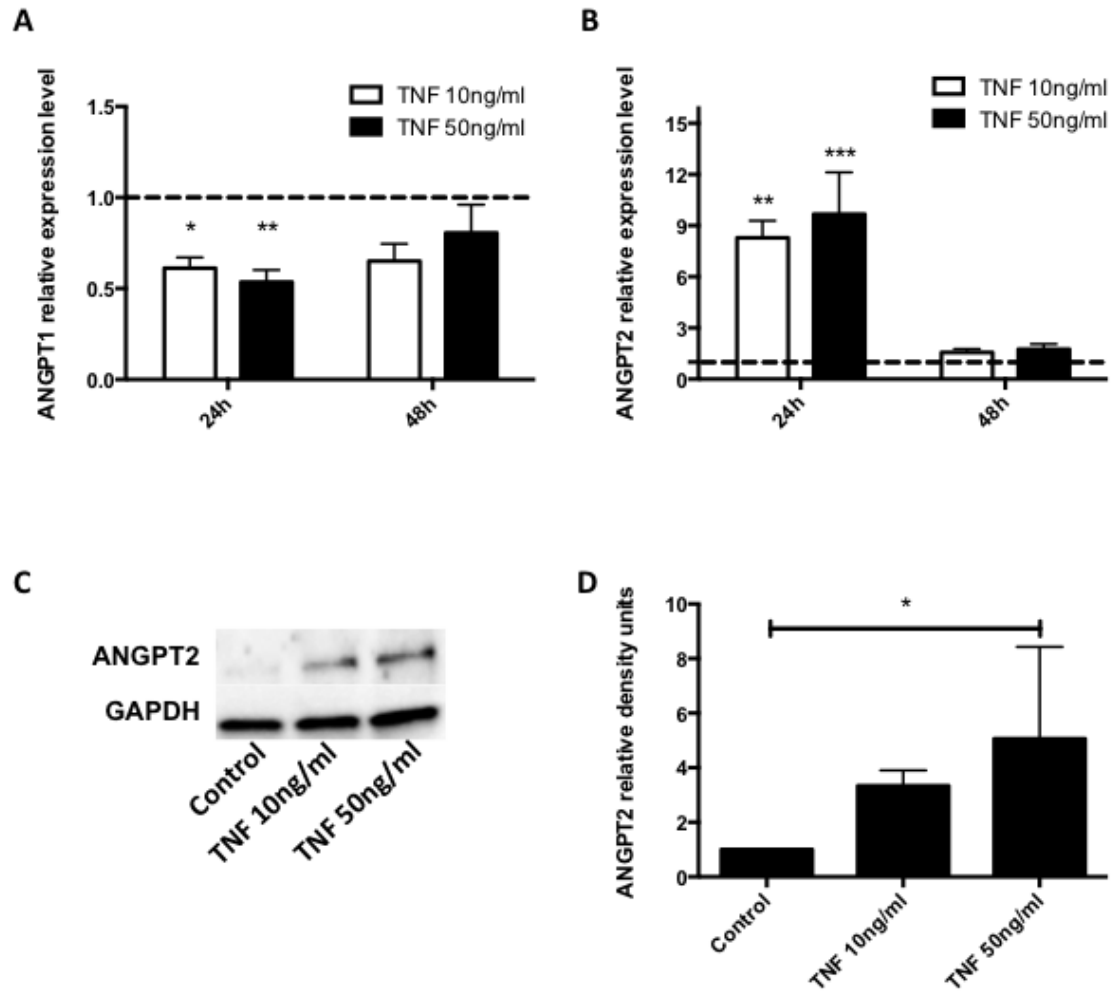 A
ANGPT1 relative expression level
TNF 10ng/ml
TNF 50ng/ml
1.5
1.0
0.5
0.0
*
**
24h
48h
B
ANGPT2 relative expression level
TNF 10ng/ml
TNF 50ng/ml
15
12
9
6
3
0
**
***
24h
48h
C
ANGPT2
GAPDH
Control
TNF 10ng/ml
TNF 50ng/ml
D
ANGPT2 relative density units
10
8
6
4
2
0
*
Control
TNF 10ng/ml
TNF 50ng/ml